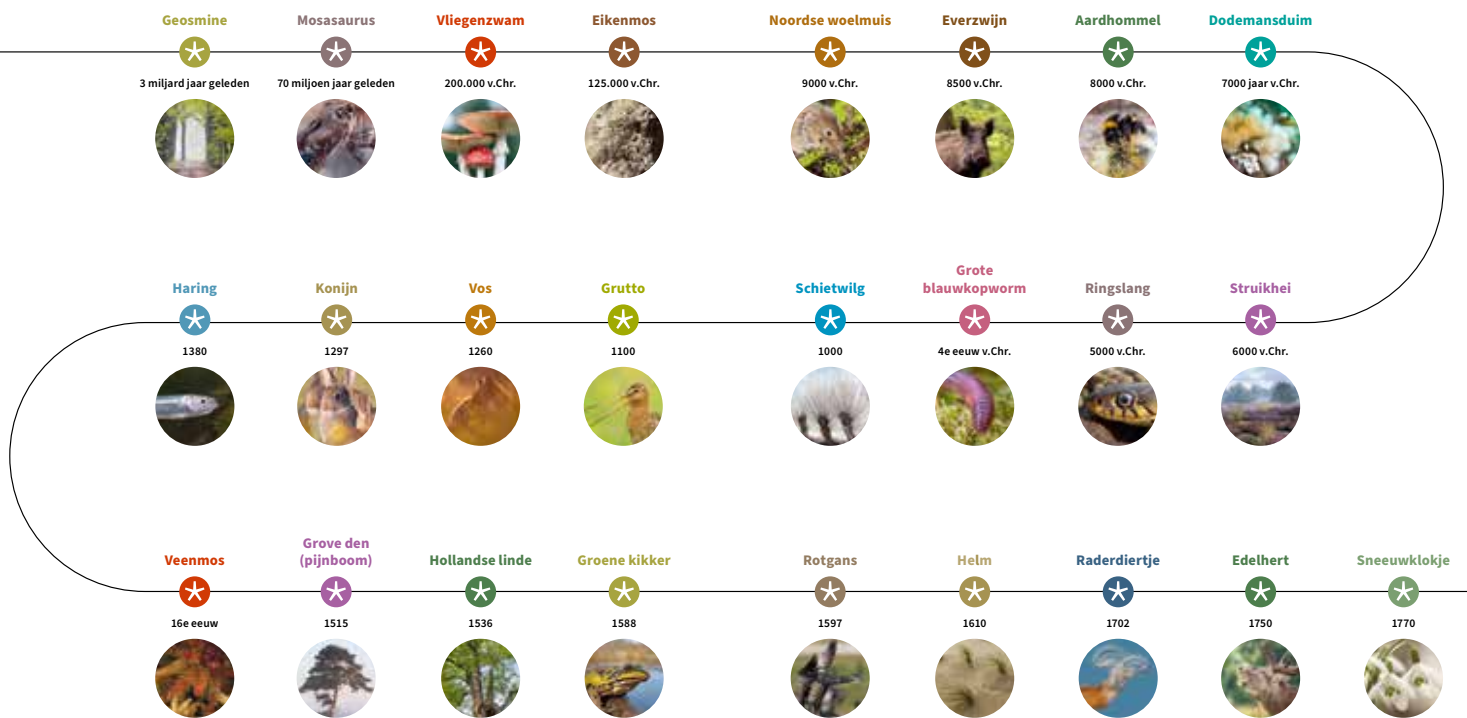 Geosmine
3 miljard jaar geleden
Mosasaurus
70 miljoen jaar geleden
Vliegenzwam
200.000 v.Chr.
Eikenmos
125.000 v.Chr.
Noordse woelmuis
9000 v.Chr.
Everzwijn
8500 v.Chr.
Aardhommel
8000 v.Chr.
Dodemansduim
7000 jaar v.Chr.
Struikhei
6000 v.Chr.
Ringslang
5000 v.Chr.
Grote
blauwkopworm
4e eeuw v.Chr.
Schietwilg
1000
Grutto
1100
Vos
1260
Konijn
1297
Haring
1380
Veenmos
16e eeuw
Grove den
(pijnboom)
1515
Hollandse linde
1536
Groene kikker
1588
Rotgans
1597
Helm
1610
Raderdiertje
1702
Edelhert
1750
Sneeuwklokje
1770